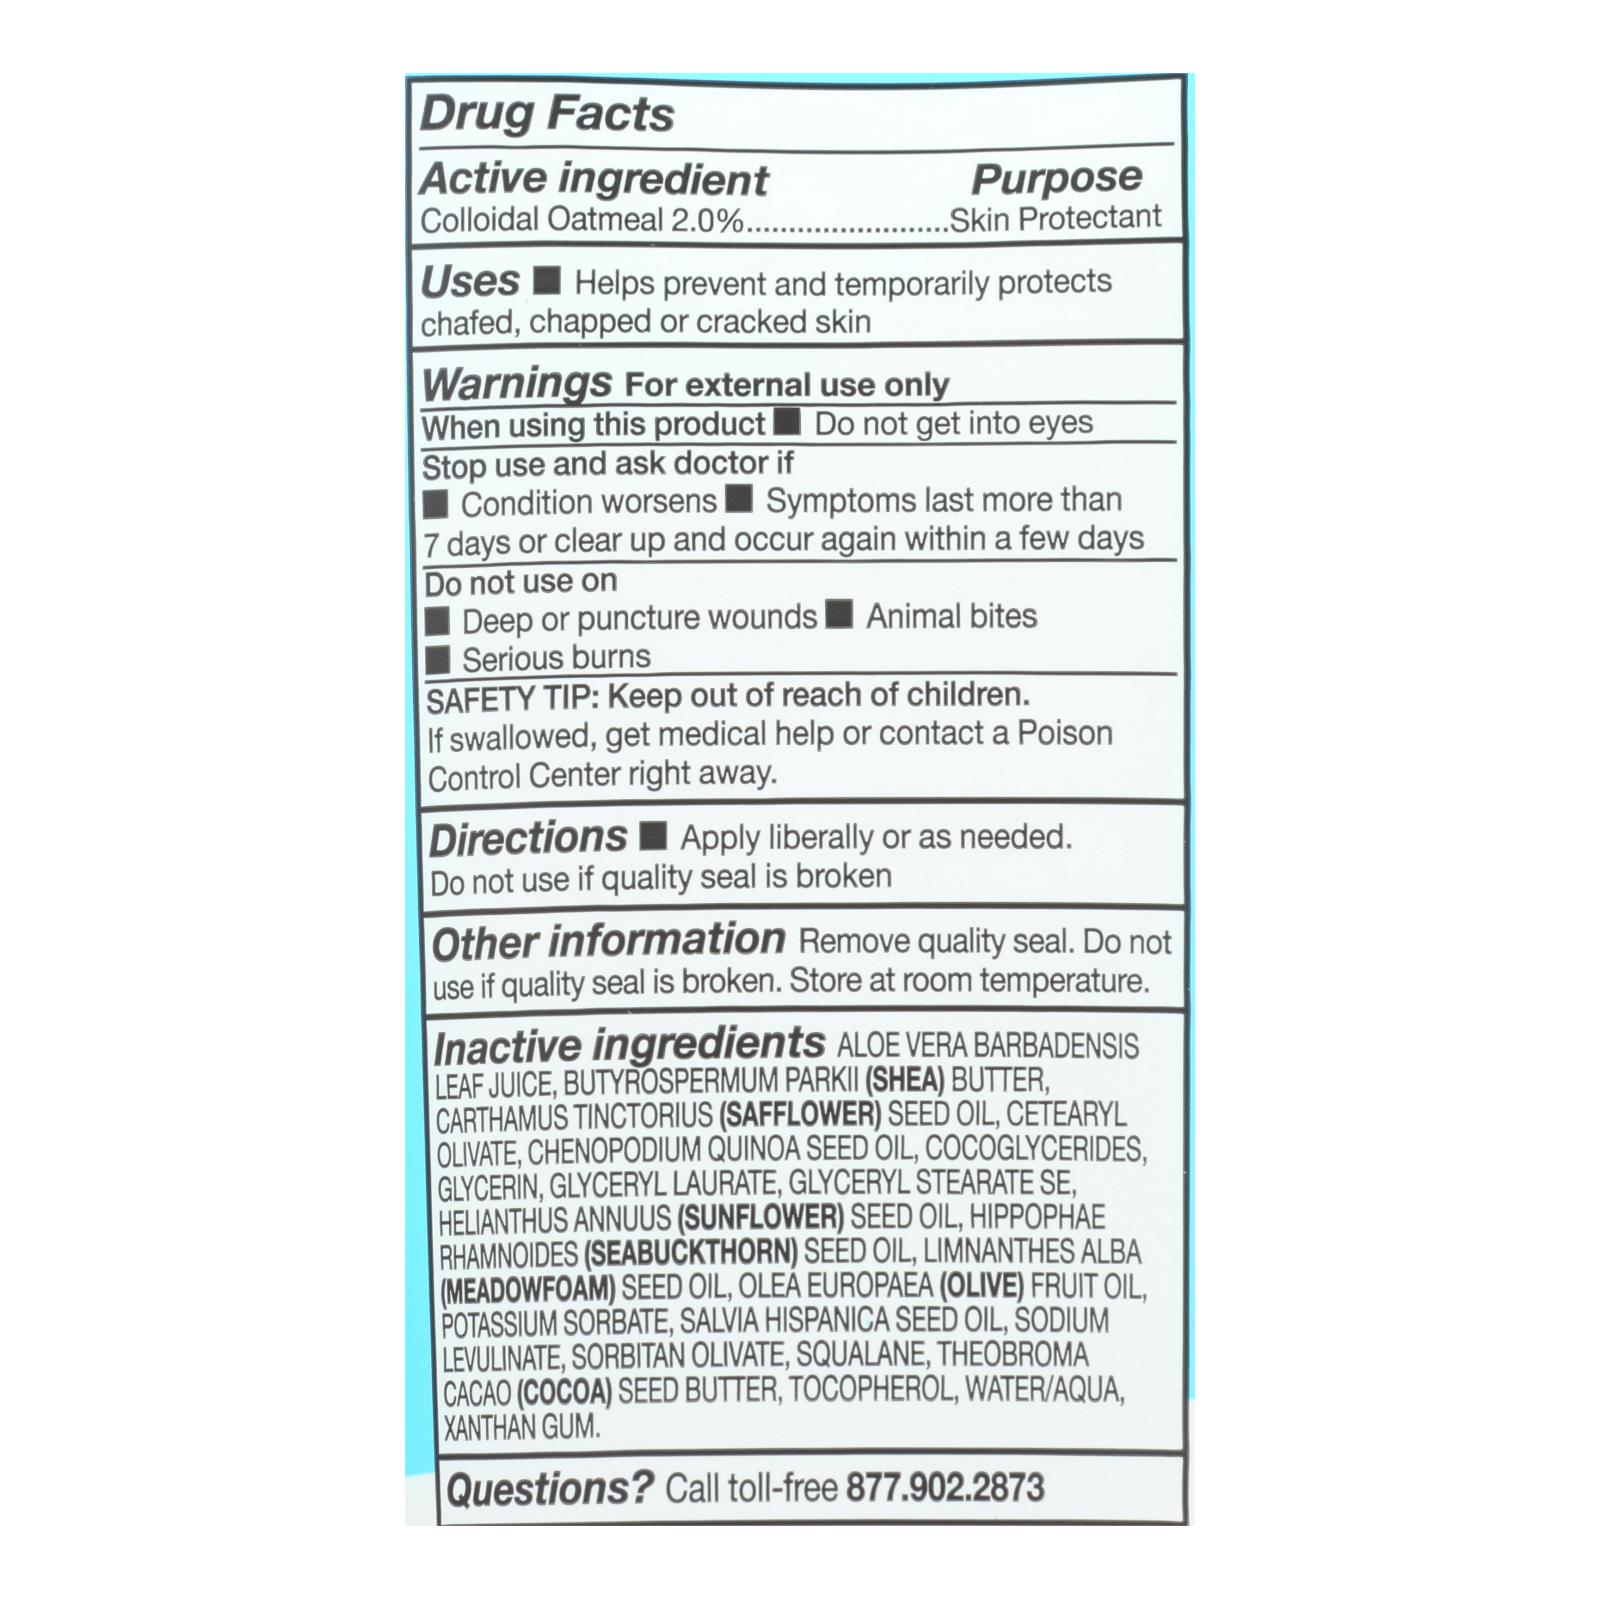 Drug Facts
Active ingredient Purpose
Colloidal Oatmeal 2.0%........................Skin Protectant
Uses ■ Helps prevent and temporarily protects
chafed, chapped or cracked skin
Warnings For external use only
When using this product ■ Do not get into eyes
Stop use and ask doctor if
■ Condition worsens ■ Symptoms last more than
7 days or clear up and occur again within a few days
Do not use on
■ Deep or puncture wounds ■ Animal bites
■ Serious burns
SAFETY TIP: Keep out of reach of children.
If swallowed, get medical help or contact a Poison
Control Center right away.
Directions ■ Apply liberally or as needed.
Do not use if quality seal is broken
Other information Remove quality seal. Do not
use if quality seal is broken. Store at room temperature.
Inactive ingredients ALOE VERA BARBADENSIS
LEAF JUICE, BUTYROSPERMUM PARKII (SHEA) BUTTER,
CARTHAMUS TINCTORIUS (SAFFLOWER) SEED OIL, CETEARYL
OLIVATE, CHENOPODIUM QUINOA SEED OIL, COCOGLYCERIDES,
GLYCERIN, GLYCERYL LAURATE, GLYCERYL STEARATE SE,
HELIANTHUS ANNUUS (SUNFLOWER) SEED OIL, HIPPOPHAE
RHAMNOIDES (SEABUCKTHORN) SEED OIL, LIMNANTHES ALBA
(MEADOWFOAM) SEED OIL, OLEA EUROPAEA (OLIVE) FRUIT OIL,
POTASSIUM SORBATE, SALVIA HISPANICA SEED OIL, SODIUM
LEVULINATE, SORBITAN OLIVATE, SQUALANE, THEOBROMA
CACAO (COCOA) SEED BUTTER, TOCOPHEROL, WATER/AQUA,
XANTHAN GUM.
Questions? Call toll-free 877.902.2873